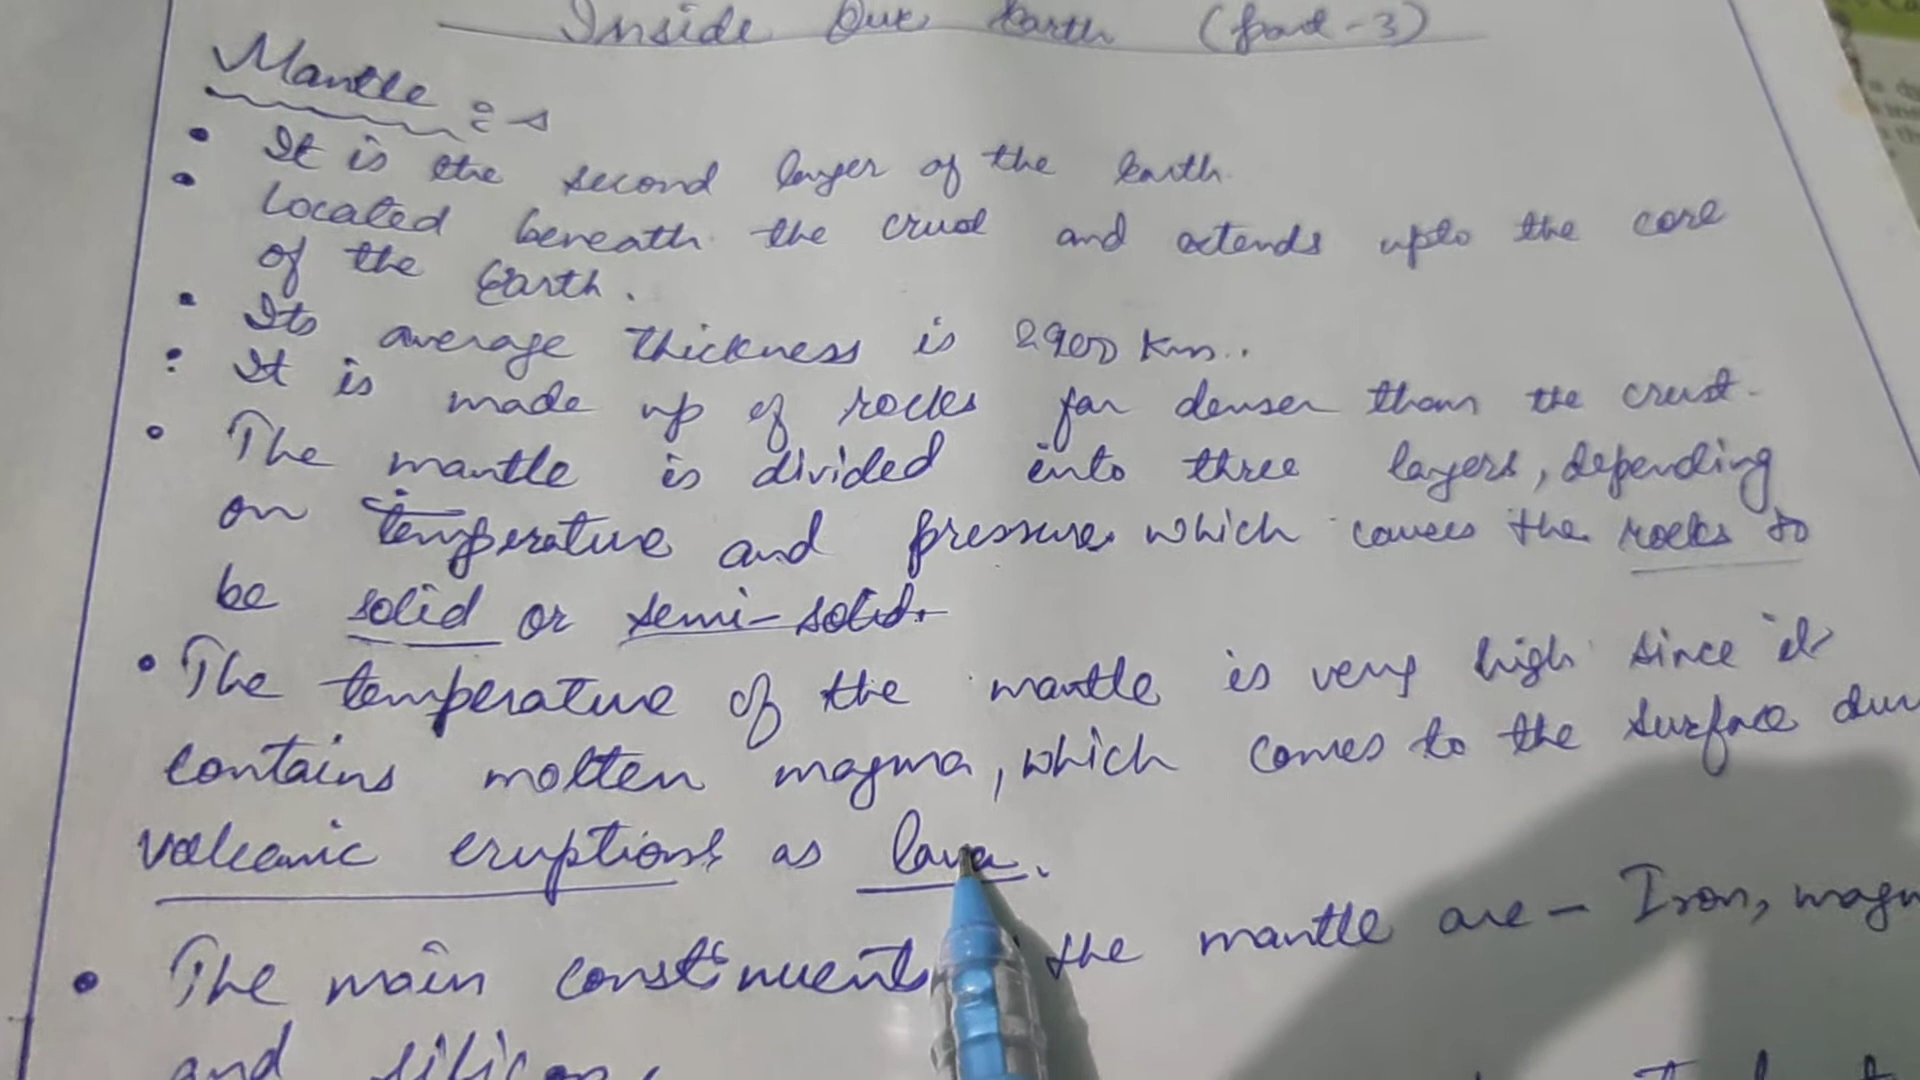 Inside Our Earth (Part-3)
Mantle :-
• It is the second layer of the Earth.
• Located beneath the crust and extends upto the core
of the Earth.
• Its average thickness is 2900 Km.
• It is made up of rocks far denser than the crust.
• The mantle is divided into three layers, depending
on temperature and pressure which causes the rocks to
be solid or semi-solid.
• The temperature of the mantle is very high since it
contains molten magma, which comes to the surface
volcanic eruptions as lava.
• The main the mantle are - Iron,
and silicon.